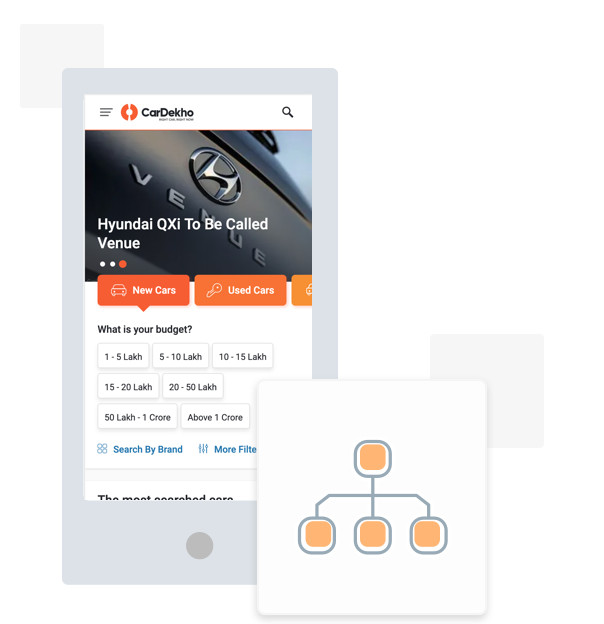 CarDekho
RIGHT CAR. RIGHT NOW
VENUE
Hyundai QXi To Be Called
Venue
New Cars
Used Cars
What is your budget?
1 - 5 Lakh
5 - 10 Lakh
10 - 15 Lakh
15 - 20 Lakh
20 - 50 Lakh
50 Lakh - 1 Crore
Above 1 Crore
Search By Brand
More Filte
The most searched cars